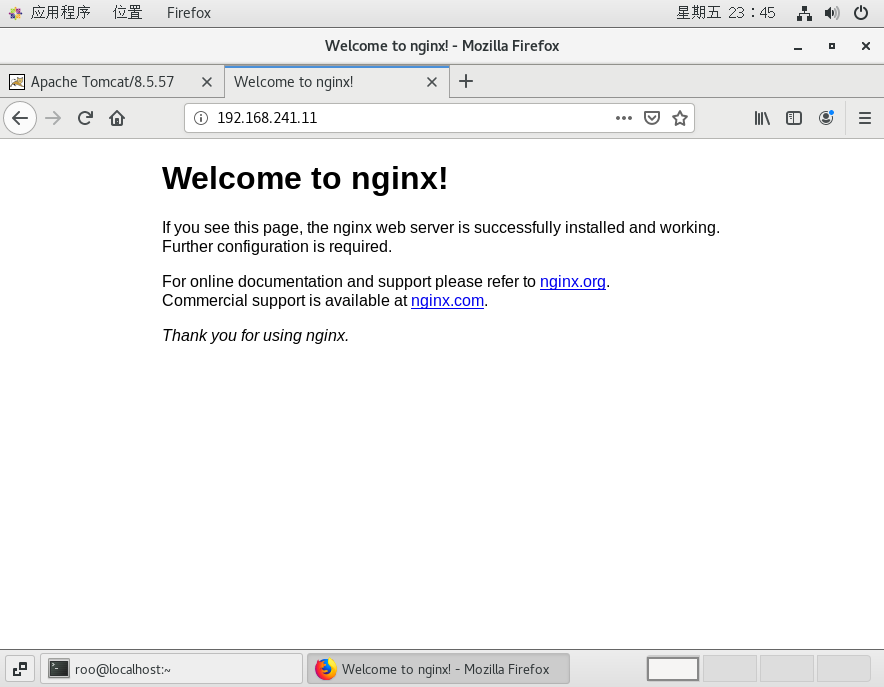 应用程序 位置 Firefox 星期五 23：45
Welcome to nginx! - Mozilla Firefox
Apache Tomcat/8.5.57 Welcome to nginx!
192.168.241.11
Welcome to nginx!
If you see this page, the nginx web server is successfully installed and working.
Further configuration is required.
For online documentation and support please refer to nginx.org.
Commercial support is available at nginx.com.
Thank you for using nginx.
roo@localhost:~ Welcome to nginx! - Mozilla Firefox